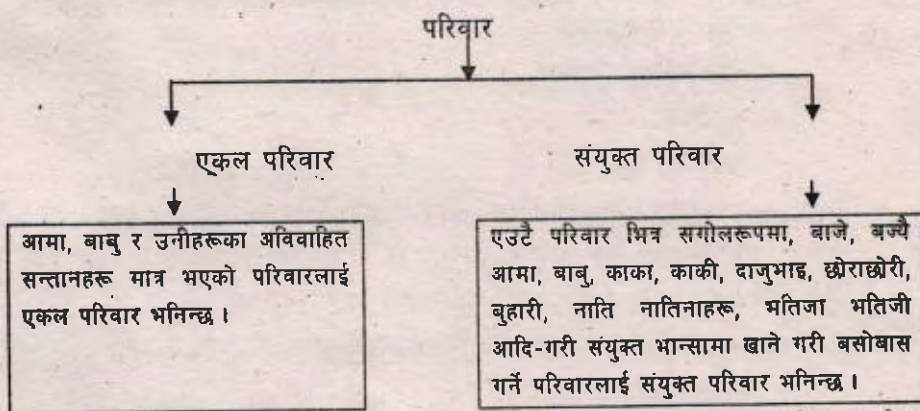 परिवार
एकल परिवार
संयुक्त परिवार
आमा, बाबु र उनीहरूका अविवाहित
सन्तानहरू मात्र भएको परिवारलाई
एकल परिवार भनिन्छ ।
एउटै परिवार भित्र सगोलरूपमा, बाजे, बज्यै
आमा, बाबु, काका, काकी, दाजुभाइ, छोराछोरी,
बुहारी, नाति नातिनाहरू, भतिजा भतिजी
आदि-गरी संयुक्त भान्सामा खाने गरी बसोबास
गर्ने परिवारलाई संयुक्त परिवार भनिन्छ ।